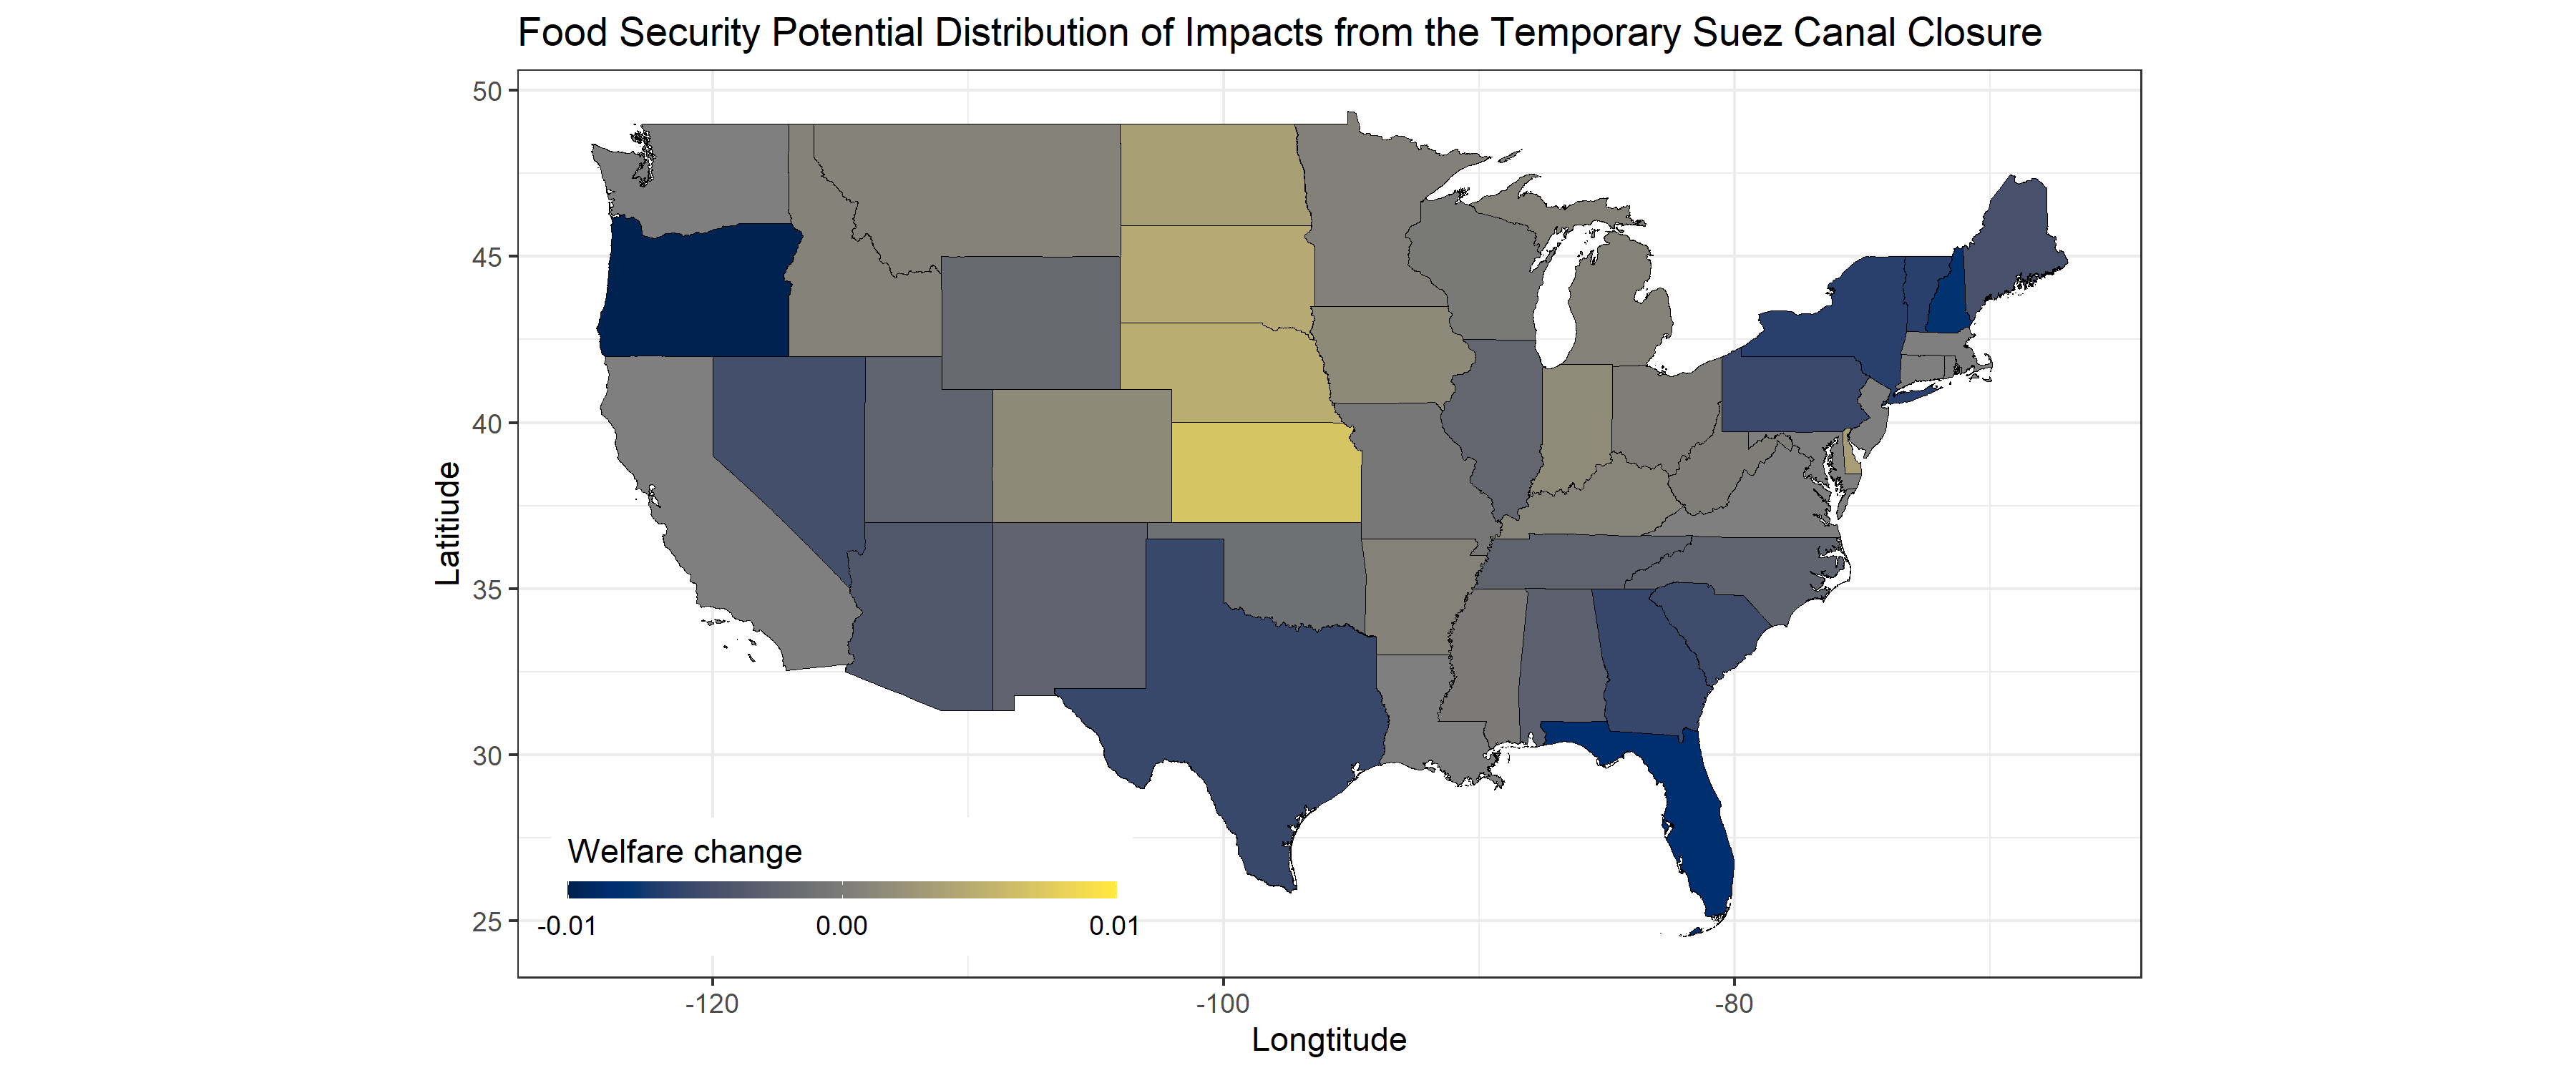 Food Security Potential Distribution of Impacts from the Temporary Suez Canal Closure
50
45
40
35
30
25
Latitiude
Welfare change
-0.01 0.00 0.01
-120 -100 -80
Longtitude